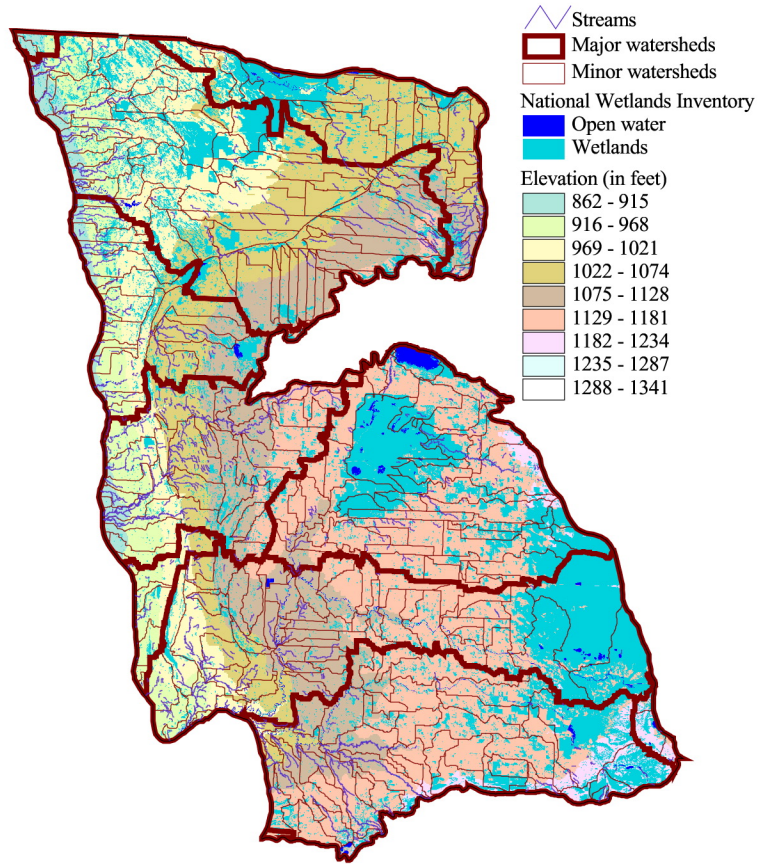 Streams
Major watersheds
Minor watersheds
National Wetlands Inventory
Open water
Wetlands
Elevation (in feet)
862 - 915
916 - 968
969 - 1021
1022 - 1074
1075 - 1128
1129 - 1181
1182 - 1234
1235 - 1287
1288 - 1341